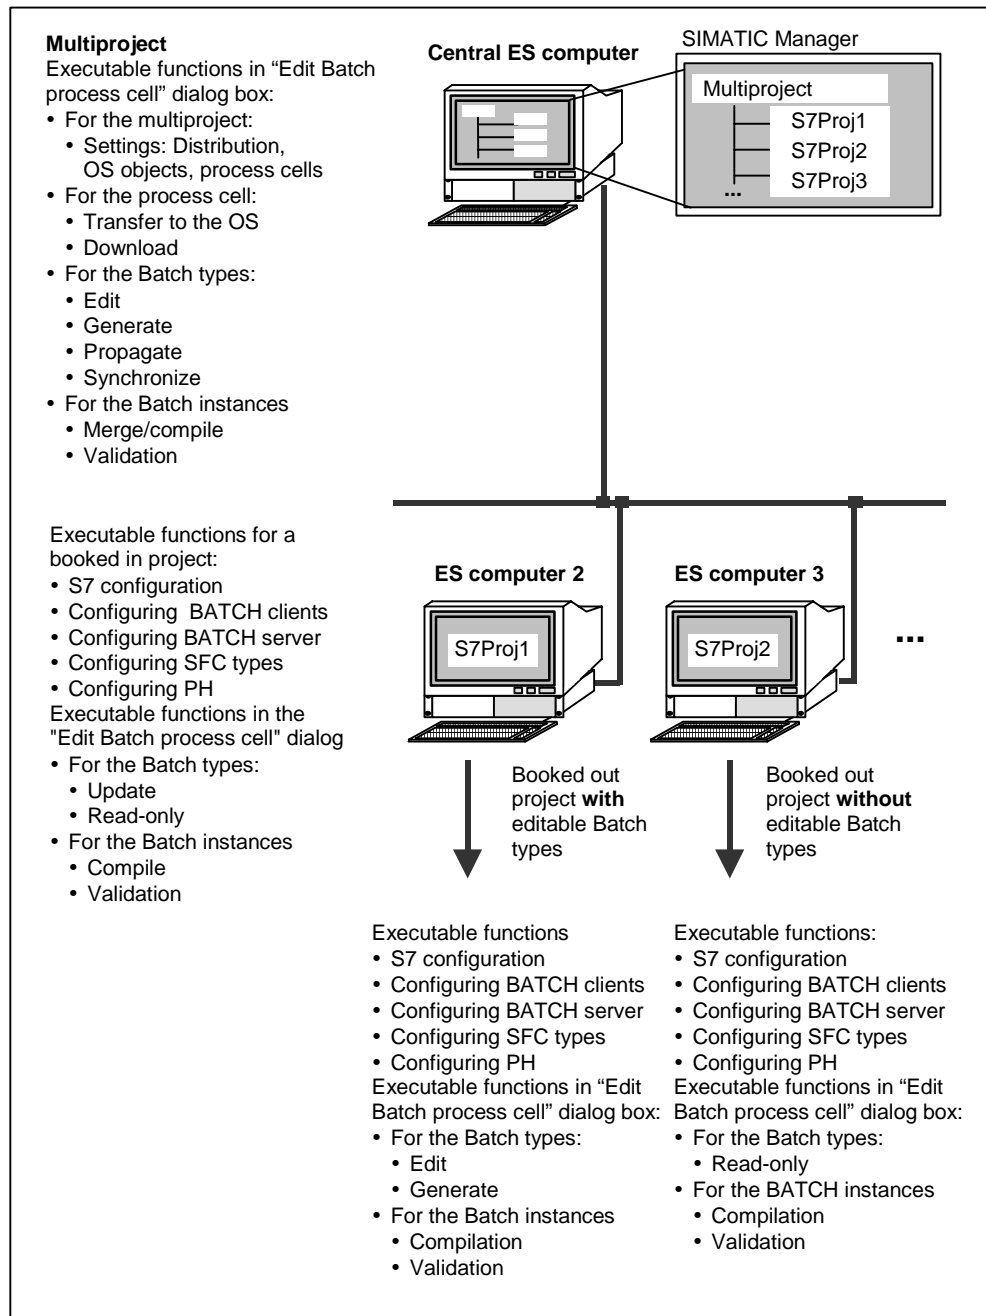 Multiproject
Executable functions in “Edit Batch
process cell” dialog box:
• For the multiproject:
• Settings: Distribution,
OS objects, process cells
• For the process cell:
• Transfer to the OS
• Download
• For the Batch types:
• Edit
• Generate
• Propagate
• Synchronize
• For the Batch instances
• Merge/compile
• Validation
Central ES computer
SIMATIC Manager
Multiproject
S7Proj1
S7Proj2
S7Proj3
...
Executable functions for a
booked in project:
• S7 configuration
• Configuring BATCH clients
• Configuring BATCH server
• Configuring SFC types
• Configuring PH
Executable functions in the
"Edit Batch process cell" dialog
• For the Batch types:
• Update
• Read-only
• For the Batch instances
• Compile
• Validation
ES computer 2
S7Proj1
ES computer 3
S7Proj2
...
Booked out
project with
editable Batch
types
Booked out
project without
editable Batch
types
Executable functions
• S7 configuration
• Configuring BATCH clients
• Configuring BATCH server
• Configuring SFC types
• Configuring PH
Executable functions in “Edit
Batch process cell” dialog box:
• For the Batch types:
• Edit
• Generate
• For the Batch instances
• Compilation
• Validation
Executable functions:
• S7 configuration
• Configuring BATCH clients
• Configuring BATCH server
• Configuring SFC types
• Configuring PH
Executable functions in “Edit
Batch process cell” dialog box:
• For the Batch types:
• Read-only
• For the BATCH instances
• Compilation
• Validation